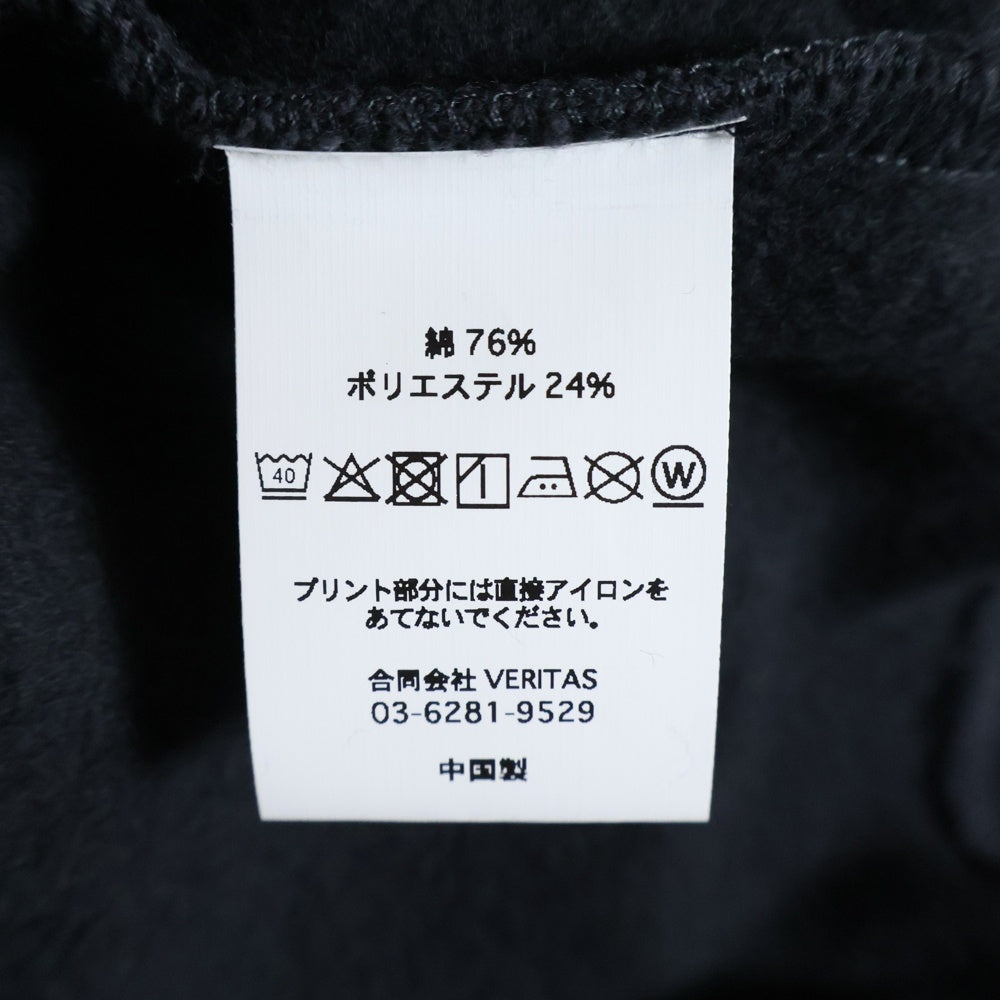 綿 76%
ポリエステル 24%
40 W
プリント部分には直接アイロンを
あてないでください。
合同会社 VERITAS
03-6281-9529
中国製